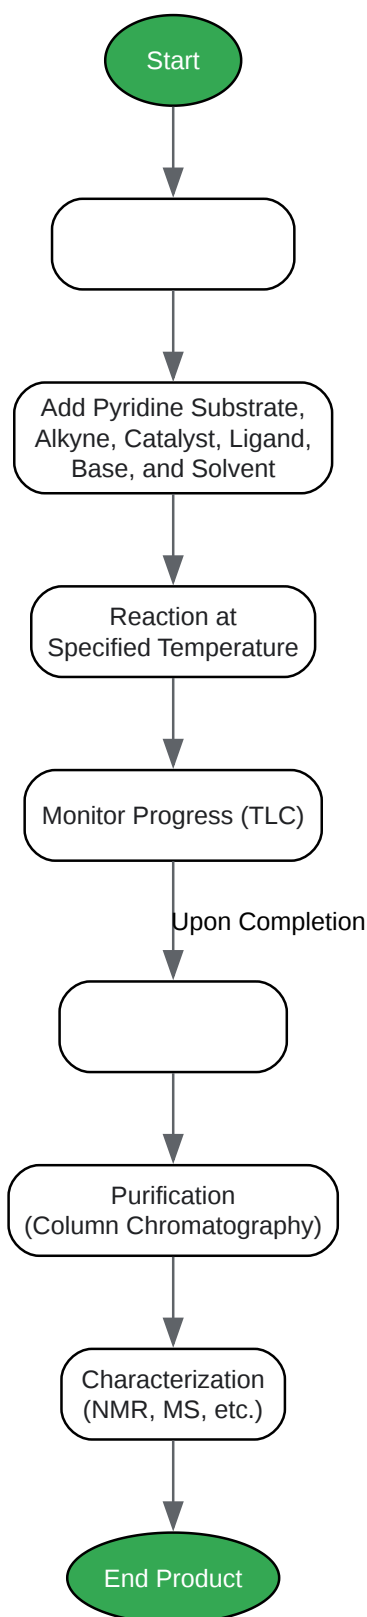 Start
Add Pyridine Substrate,
Alkyne, Catalyst, Ligand,
Base, and Solvent
Reaction at
Specified Temperature
Monitor Progress (TLC)
Upon Completion
Purification
(Column Chromatography)
Characterization
(NMR, MS, etc.)
End Product